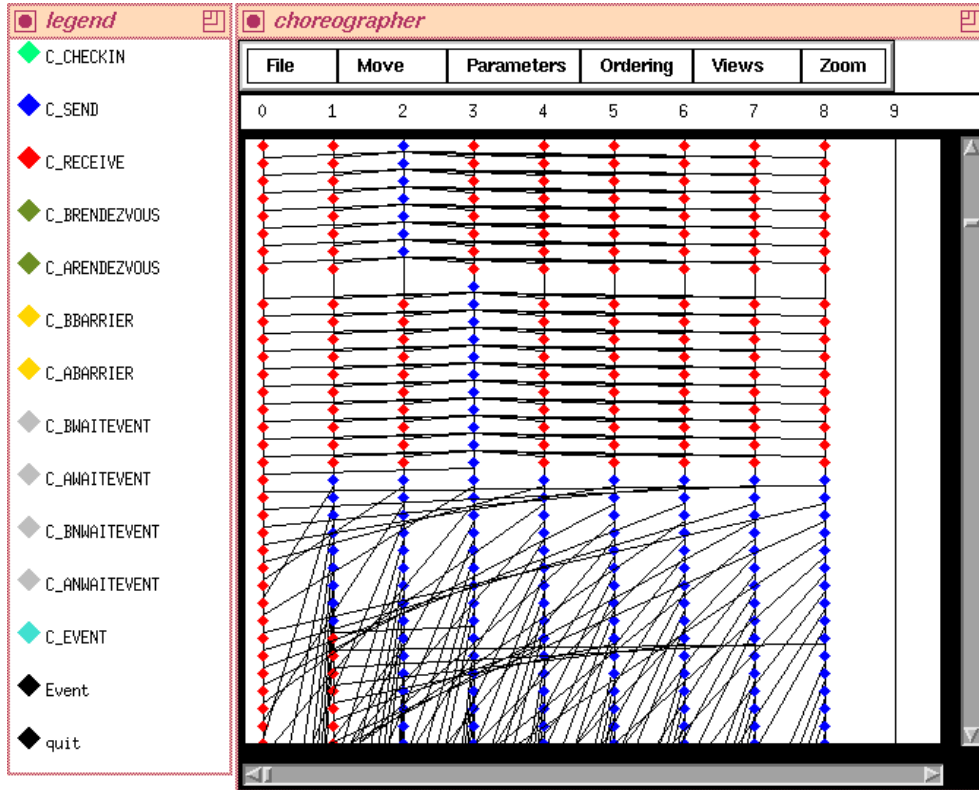 legend
C_CHECKIN
C_SEND
C_RECEIVE
C_BRENDEZVOUS
C_ARENDEZVOUS
C_BBARRIER
C_ABARRIER
C_BWAITEVENT
C_AWAITEVENT
C_BNWAITEVENT
C_ANWAITEVENT
C_EVENT
Event
quit
choreographer
File Move Parameters Ordering Views Zoom
0 1 2 3 4 5 6 7 8 9